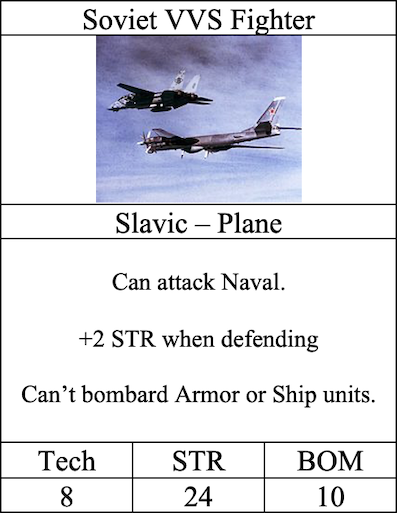 Soviet VVS Fighter
Slavic – Plane
Can attack Naval.
+2 STR when defending
Can’t bombard Armor or Ship units.
Tech STR BOM
8 24 10